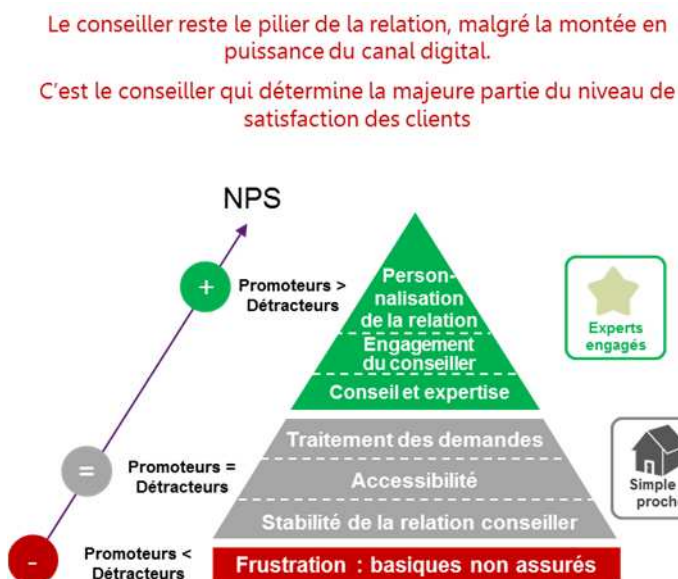 Le conseiller reste le pilier de la relation, malgré la montée en
puissance du canal digital.
C'est le conseiller qui détermine la majeure partie du niveau de
satisfaction des clients
NPS
+
Promoteurs >
Détracteurs
Person-
nalisation
de la relation
Engagement
du conseiller
Conseil et expertise
Experts
engagés
=
Promoteurs =
Détracteurs
Traitement des demandes
Accessibilité
Stabilité de la relation conseiller
Simple
-
Promoteurs <
Détracteurs
Frustration : basiques non assurés